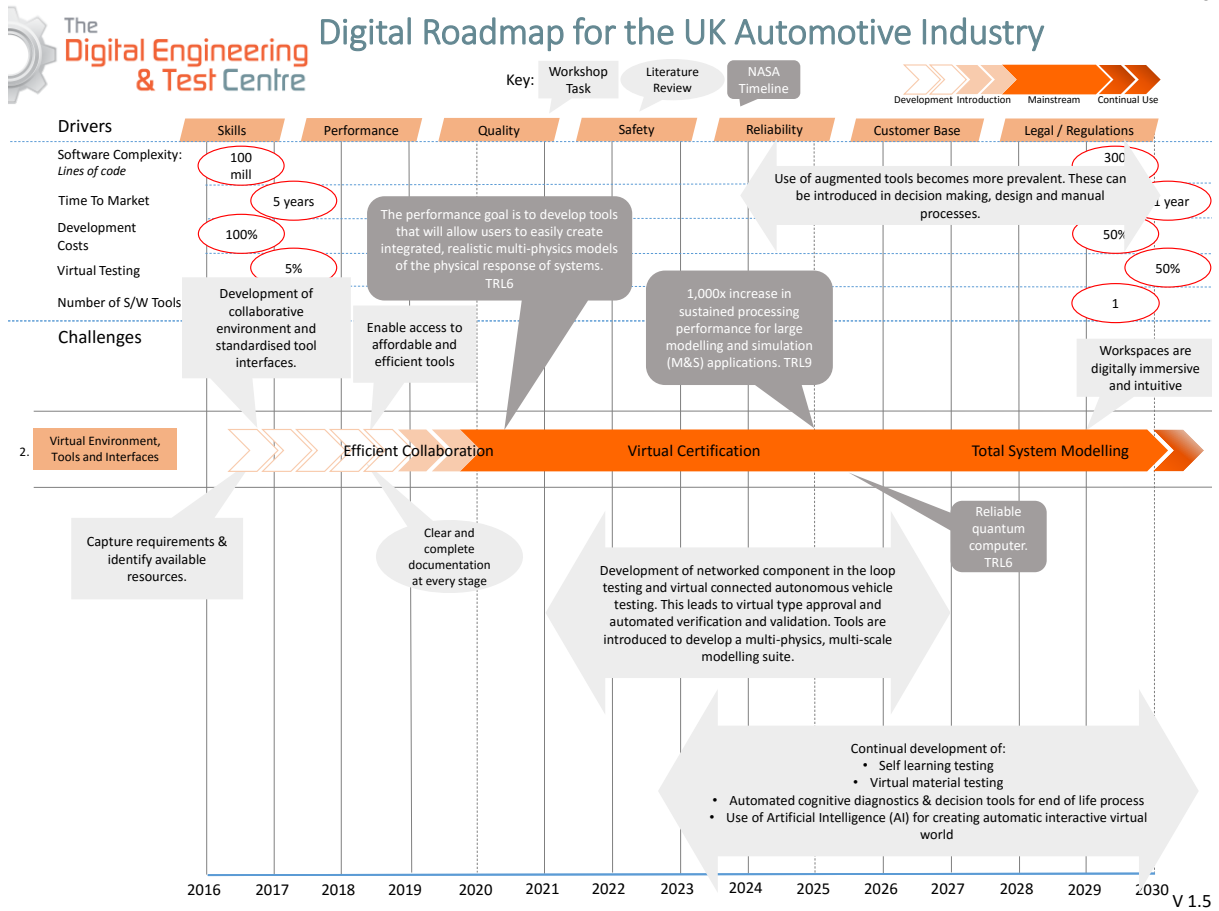 The
Digital Engineering
& Test Centre
Digital Roadmap for the UK Automotive Industry
Key:
Workshop
Task
Literature
Review
NASA
Timeline
Development
Introduction
Mainstream
Continual Use
Drivers
Skills
Performance
Quality
Safety
Reliability
Customer Base
Legal / Regulations
Software Complexity:
Lines of code
100
mill
300
Time To Market
5 years
1 year
Development
Costs
100%
50%
Virtual Testing
5%
50%
Number of S/W Tools
1
Use of augmented tools becomes more prevalent. These can
be introduced in decision making, design and manual
processes.
The performance goal is to develop tools
that will allow users to easily create
integrated, realistic multi-physics models
of the physical response of systems.
TRL6
Challenges
Development of
collaborative
environment and
standardised tool
interfaces.
Enable access to
affordable and
efficient tools
1,000x increase in
sustained processing
performance for large
modelling and simulation
(M&S) applications. TRL9
Workspaces are
digitally immersive
and intuitive
2.
Virtual Environment,
Tools and Interfaces
Efficient Collaboration
Virtual Certification
Total System Modelling
Capture requirements &
identify available
resources.
Clear and
complete
documentation
at every stage
Reliable
quantum
computer.
TRL6
Development of networked component in the loop
testing and virtual connected autonomous vehicle
testing. This leads to virtual type approval and
automated verification and validation. Tools are
introduced to develop a multi-physics, multi-scale
modelling suite.
Continual development of:
• Self learning testing
• Virtual material testing
• Automated cognitive diagnostics & decision tools for end of life process
• Use of Artificial Intelligence (AI) for creating automatic interactive virtual
world
2016 2017 2018 2019 2020 2021 2022 2023 2024 2025 2026 2027 2028 2029 2030
V 1.5